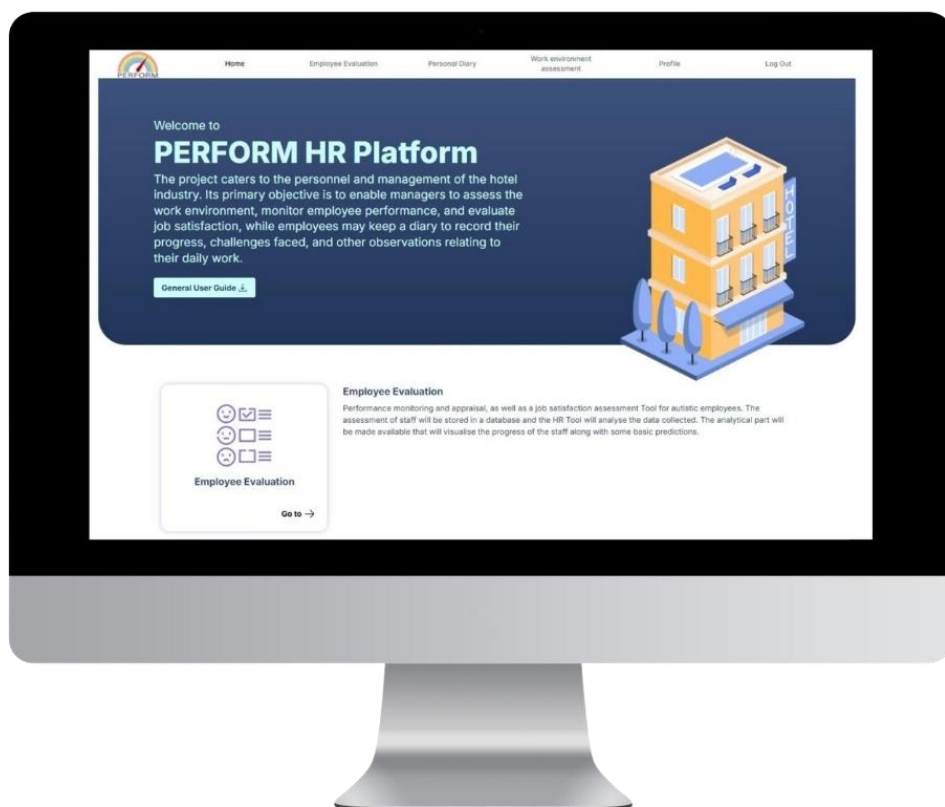 PERFORM
Home
Employee Evaluation
Personal Diary
Work environment
assessment
Profile
Log Out
Welcome to
PERFORM HR Platform
The project caters to the personnel and management of the hotel
industry. Its primary objective is to enable managers to assess the
work environment, monitor employee performance, and evaluate
job satisfaction, while employees may keep a diary to record their
progress, challenges faced, and other observations relating to
their daily work.
General User Guide
HOTEL
Employee Evaluation
Performance monitoring and appraisal, as well as a job satisfaction assessment Tool for autistic employees. The
assessment of staff will be stored in a database and the HR Tool will analyse the data collected. The analytical part will
be made available that will visualise the progress of the staff along with some basic predictions.
Employee Evaluation
Go to